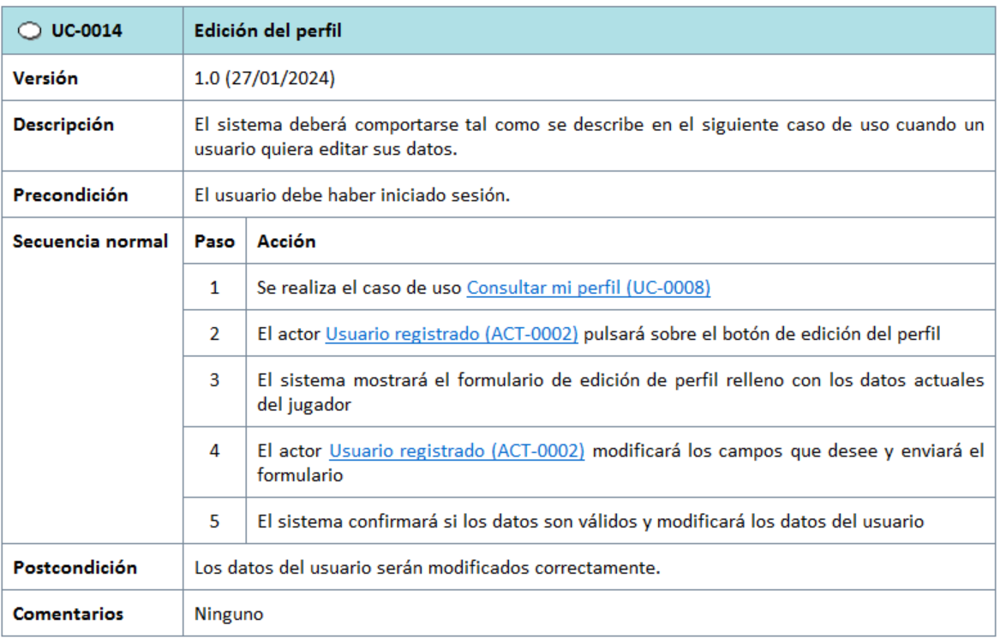 UC-0014 Edición del perfil
Versión 1.0 (27/01/2024)
Descripción El sistema deberá comportarse tal como se describe en el siguiente caso de uso cuando un
usuario quiera editar sus datos.
Precondición El usuario debe haber iniciado sesión.
Secuencia normal Paso Acción
1 Se realiza el caso de uso Consultar mi perfil (UC-0008)
2 El actor Usuario registrado (ACT-0002) pulsará sobre el botón de edición del perfil
3 El sistema mostrará el formulario de edición de perfil relleno con los datos actuales
del jugador
4 El actor Usuario registrado (ACT-0002) modificará los campos que desee y enviará el
formulario
5 El sistema confirmará si los datos son válidos y modificará los datos del usuario
Postcondición Los datos del usuario serán modificados correctamente.
Comentarios Ninguno